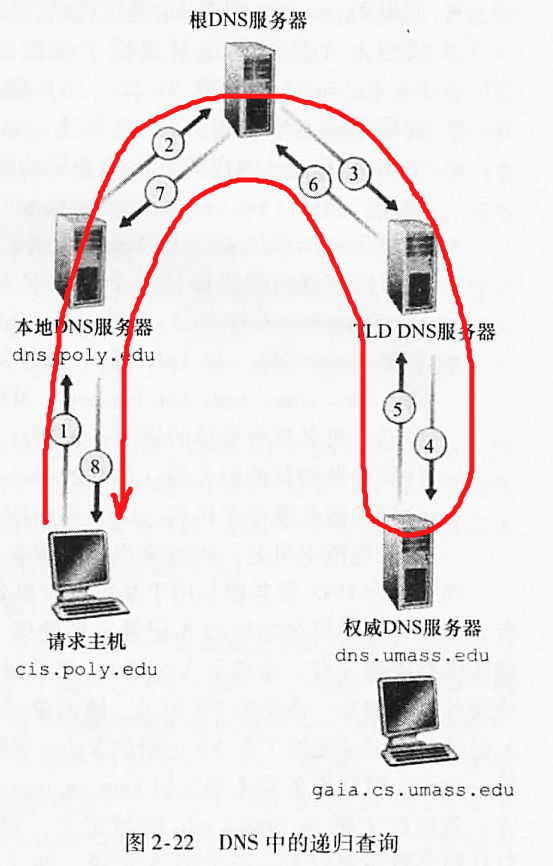 根DNS服务器
2
3
7
6
本地DNS服务器
dns.poly.edu
TLD DNS服务器
1
8
5
4
请求主机
cis.poly.edu
权威DNS服务器
dns.umass.edu
gaia.cs.umass.edu
图2-22 DNS 中的递归查询